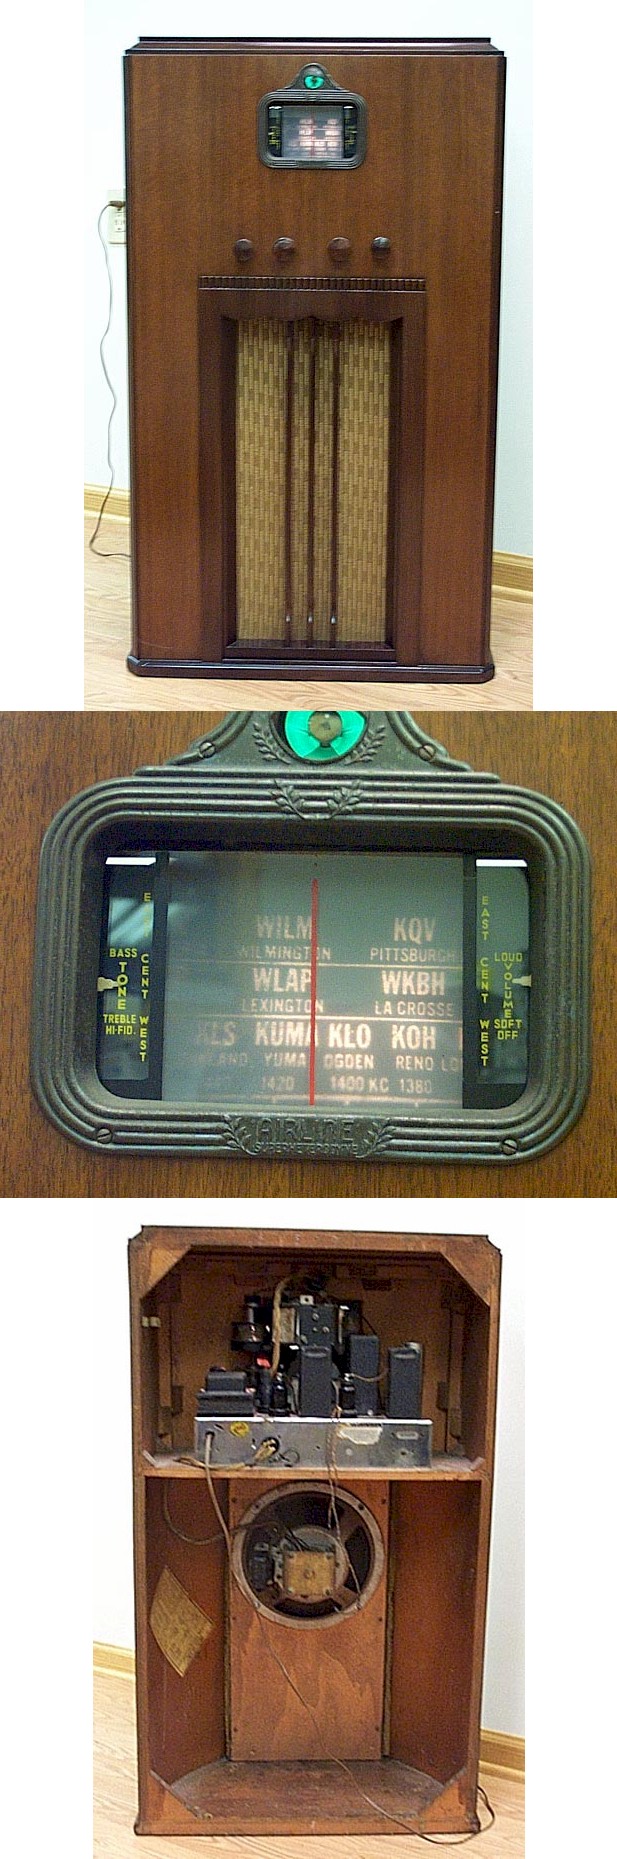 EAST CENT WEST
BASS TONE TREBLE HI-FID.
WILM KQV
WILMINGTON PITTSBURGH
WLAP WKBH
LEXINGTON LA CROSSE
KUMA KLO KOH
YUMA OGDEN RENO
1420 1400 KC 1380
EAST CENT WEST
LOUD VOLUME SOFT OFF
AIRLINE
SUPERHETERODYNE